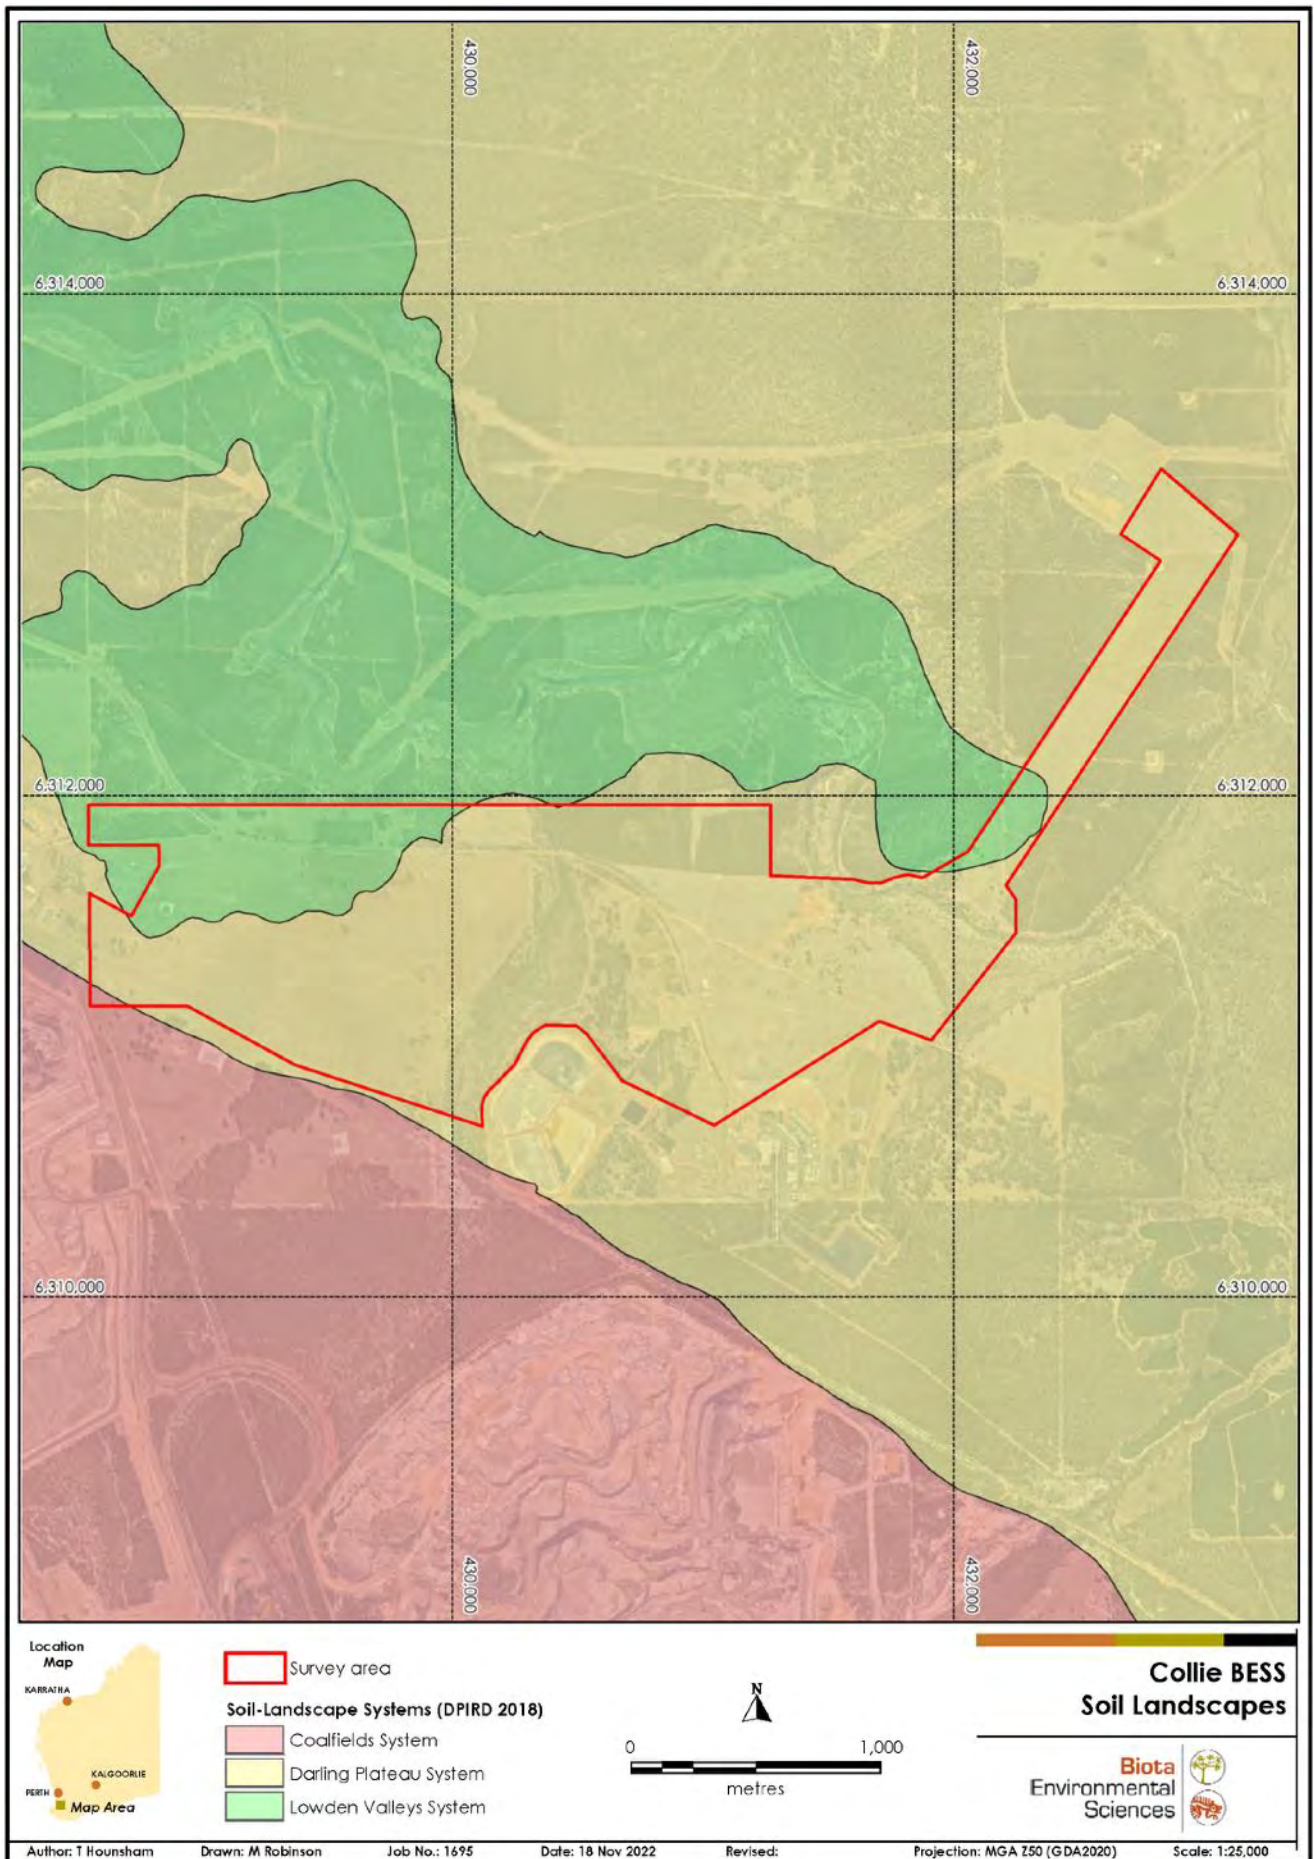 430,000
432,000
6,314,000
6,314,000
6,312,000
6,312,000
6,310,000
6,310,000
430,000
432,000
Location
Map
KARRATHA
KALGOORLIE
PERTH
Map Area
Survey area
Soil-Landscape Systems (DPIRD 2018)
Coalfields System
Darling Plateau System
Lowden Valleys System
N
0
1,000
metres
Collie BESS
Soil Landscapes
Biota
Environmental
Sciences
Author: T Hounsham
Drawn: M Robinson
Job No.: 1695
Date: 18 Nov 2022
Revised:
Projection: MGA Z50 (GDA2020)
Scale: 1:25,000